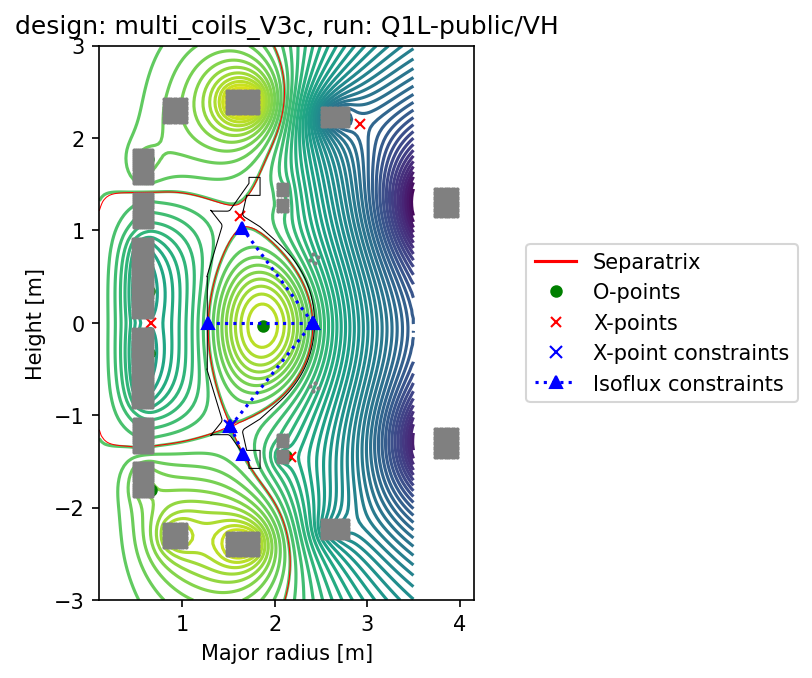 design: multi_coils_V3c, run: Q1L-public/VH
3
2
1
0
−1
−2
−3
Height [m]
1 2 3 4
Major radius [m]
Separatrix
O-points
X-points
X-point constraints
Isoflux constraints